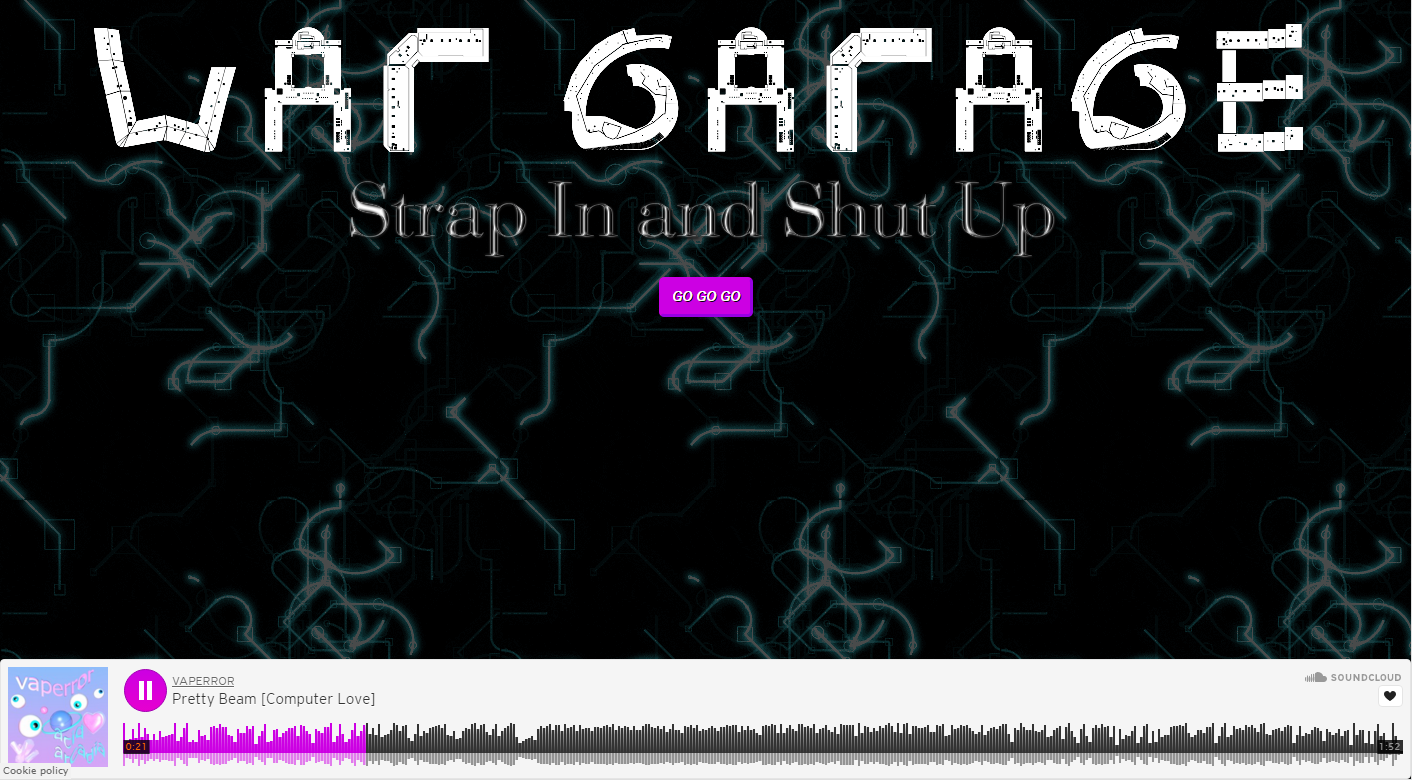 war garage
Strap In and Shut Up
GO GO GO
vaperror
VAPERROR
SOUNDCLOUD
Pretty Beam [Computer Love]
0:21
1:52
Cookie policy